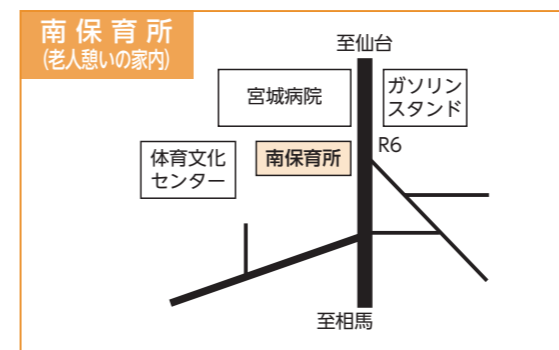 南保育所
(老人憩いの家内)
至仙台
宮城病院
ガソリン
スタンド
体育文化
センター
南保育所
R6
至相馬